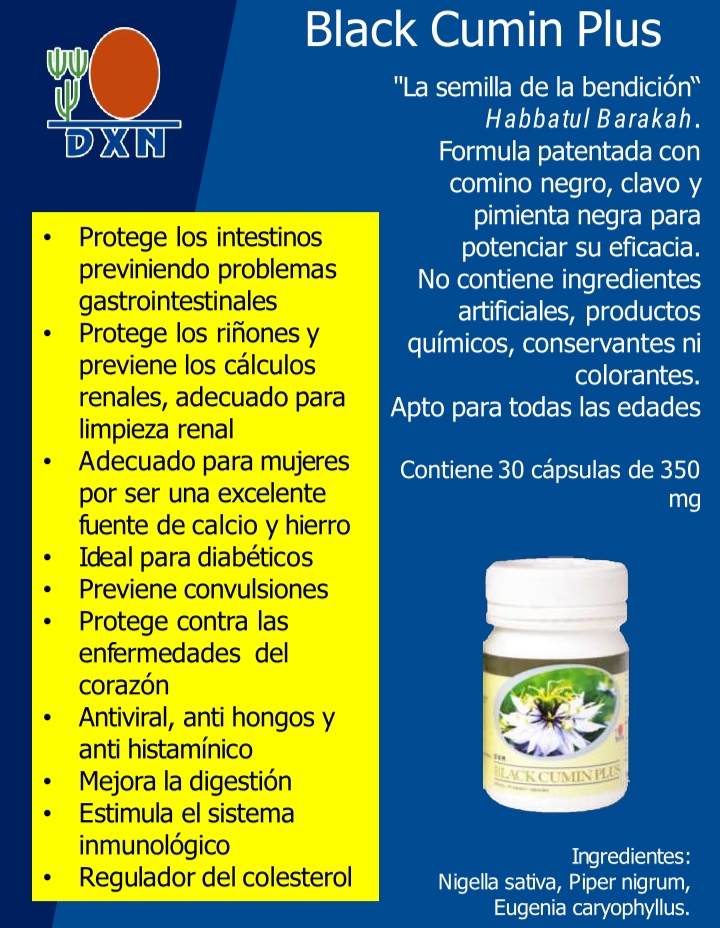 Black Cumin Plus
DXN
"La semilla de la bendición“
Habbatul Barakah.
Formula patentada con
comino negro, clavo y
pimienta negra para
potenciar su eficacia.
No contiene ingredientes
artificiales, productos
químicos, conservantes ni
colorantes.
Apto para todas las edades
Contiene 30 cápsulas de 350
mg
• Protege los intestinos
previniendo problemas
gastrointestinales
• Protege los riñones y
previene los cálculos
renales, adecuado para
limpieza renal
• Adecuado para mujeres
por ser una excelente
fuente de calcio y hierro
• Ideal para diabéticos
• Previene convulsiones
• Protege contra las
enfermedades del
corazón
• Antiviral, anti hongos y
anti histamínico
• Mejora la digestión
• Estimula el sistema
inmunológico
• Regulador del colesterol
BLACK CUMIN PLUS
Ingredientes:
Nigella sativa, Piper nigrum,
Eugenia caryophyllus.